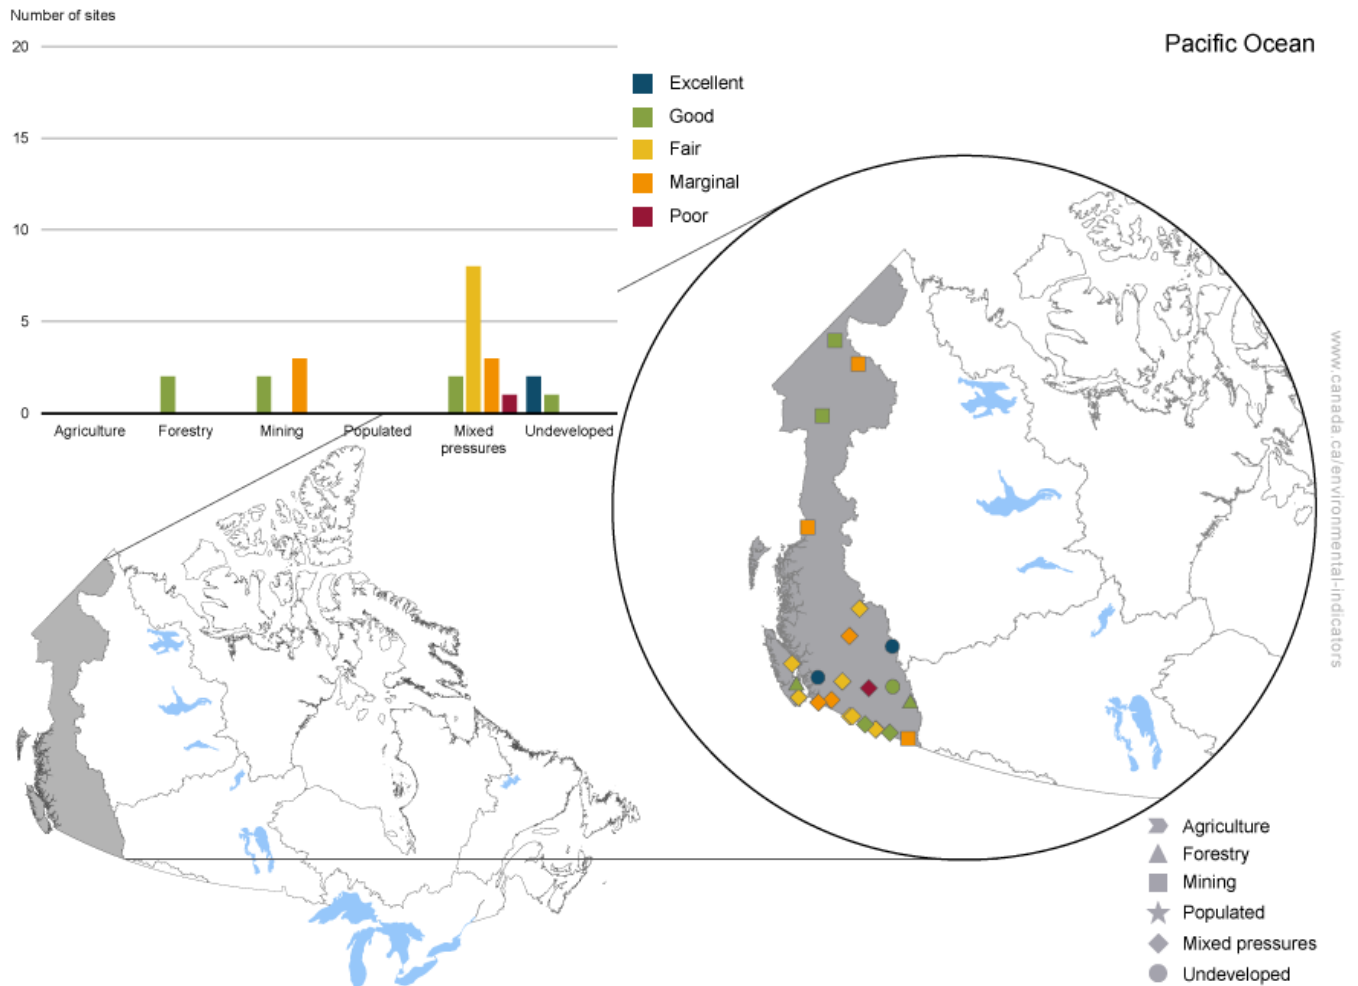 Number of sites
Pacific Ocean
20
15
10
5
0
Agriculture
Forestry
Mining
Populated
Mixed
pressures
Undeveloped
Excellent
Good
Fair
Marginal
Poor
www.canada.ca/environmental-indicators
Agriculture
Forestry
Mining
Populated
Mixed pressures
Undeveloped